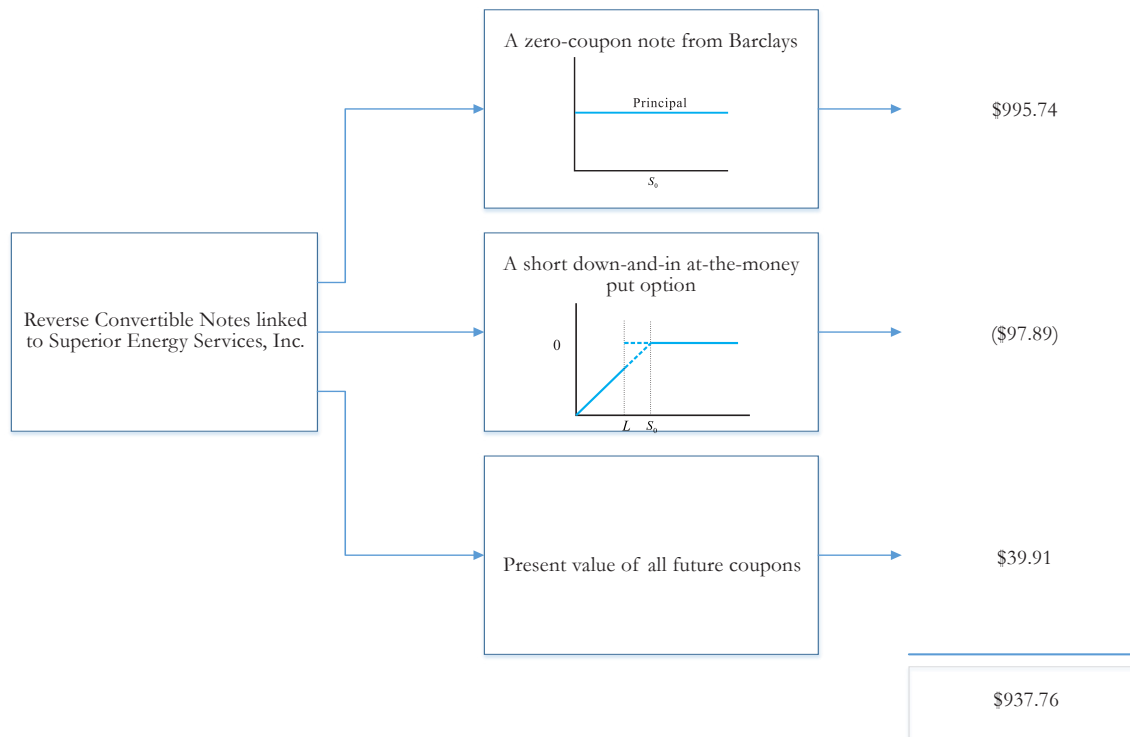 A zero-coupon note from Barclays
Principal
S₀
$995.74
Reverse Convertible Notes linked
to Superior Energy Services, Inc.
A short down-and-in at-the-money
put option
0
L S₀
($97.89)
Present value of all future coupons
$39.91
$937.76